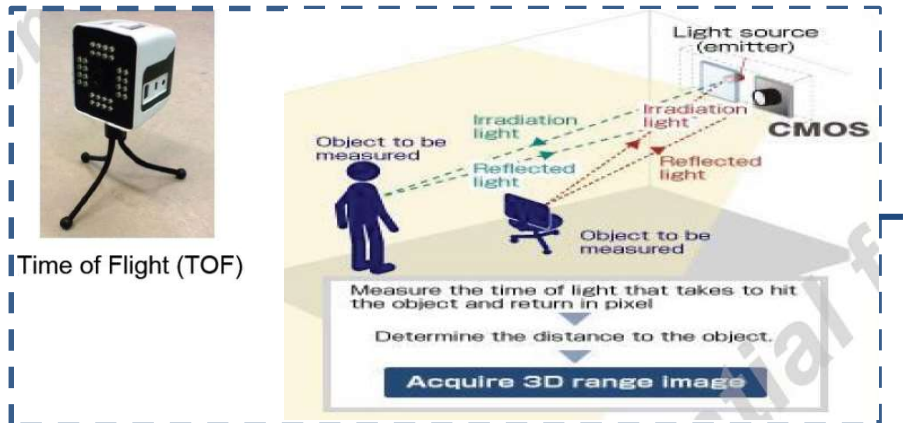 Light source
(emitter)
CMOS
Irradiation
light
Irradiation
light
Object to be
measured
Reflected
light
Reflected
light
Object to be
measured
Time of Flight (TOF)
Measure the time of light that takes to hit
the object and return in pixel
Determine the distance to the object.
Acquire 3D range image